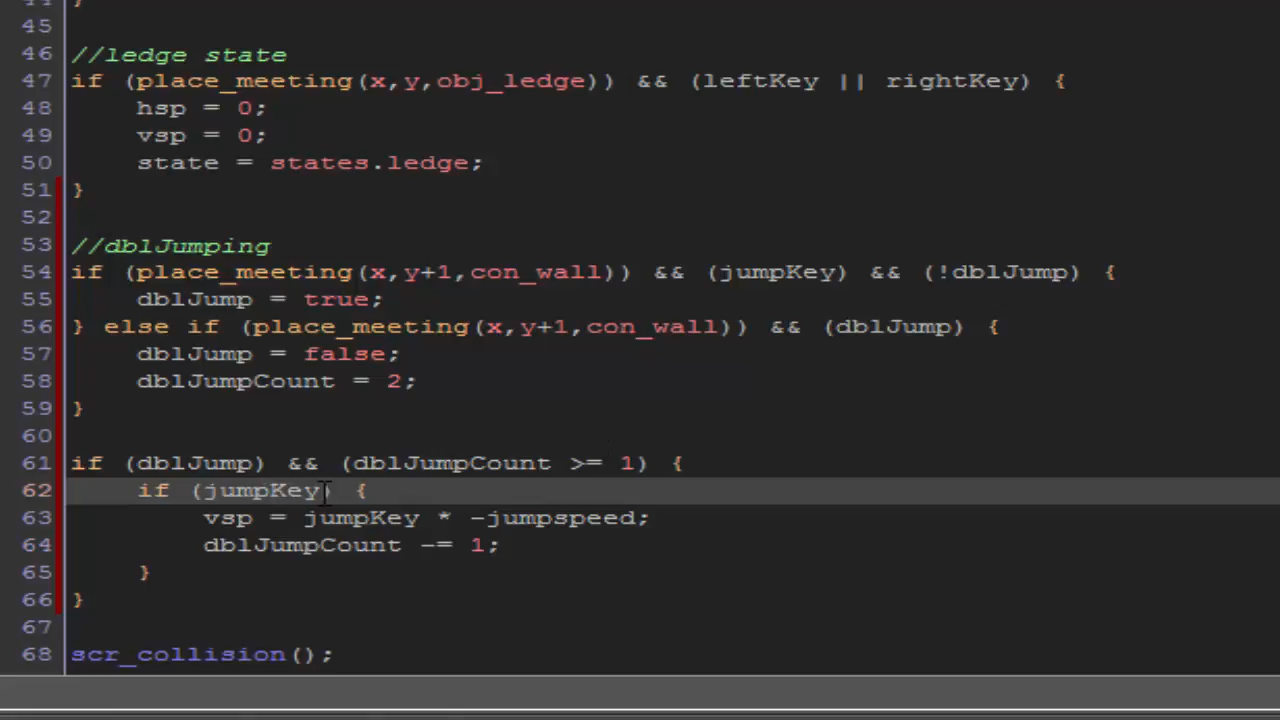 44 }
45
46 //ledge state
47 if (place_meeting(x,y,obj_ledge)) && (leftKey || rightKey) {
48 hsp = 0;
49 vsp = 0;
50 state = states.ledge;
51 }
52
53 //dblJumping
54 if (place_meeting(x,y+1,con_wall)) && (jumpKey) && (!dblJump) {
55 dblJump = true;
56 } else if (place_meeting(x,y+1,con_wall)) && (dblJump) {
57 dblJump = false;
58 dblJumpCount = 2;
59 }
60
61 if (dblJump) && (dblJumpCount >= 1) {
62 if (jumpKey) {
63 vsp = jumpKey * -jumpspeed;
64 dblJumpCount -= 1;
65 }
66 }
67
68 scr_collision();